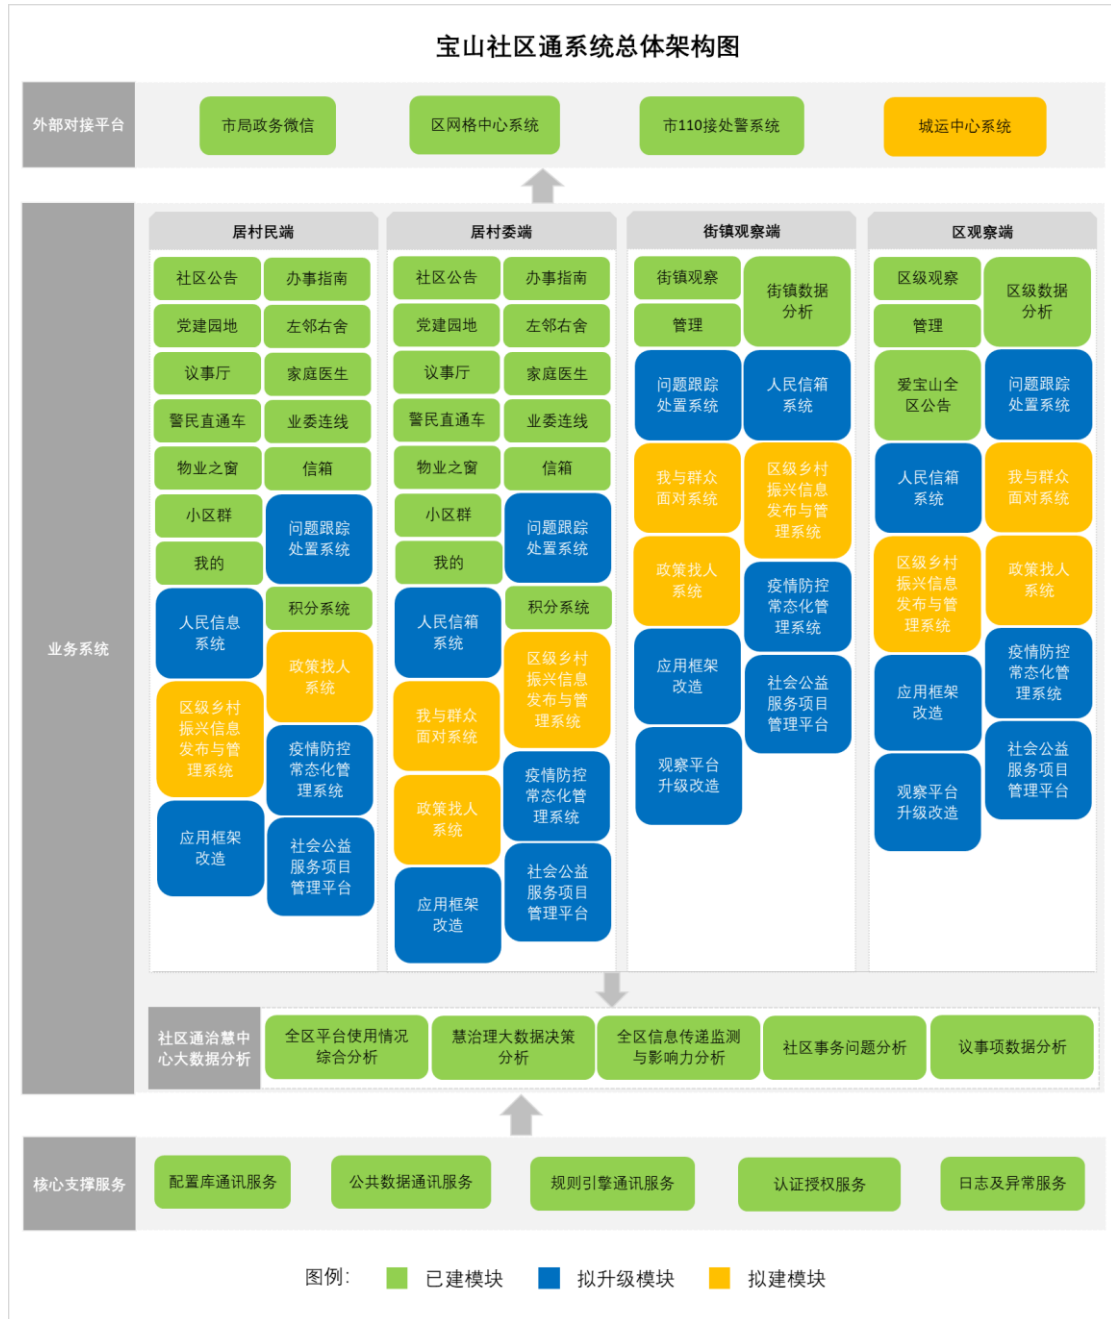 宝山社区通系统总体架构图
外部对接平台
市局政务微信
区网格中心系统
市110接处警系统
城运中心系统
业务系统
居村民端
社区公告
办事指南
党建园地
左邻右舍
议事厅
家庭医生
警民直通车
业委连线
物业之窗
信箱
小区群
问题跟踪
处置系统
我的
人民信息
系统
积分系统
政策找人
系统
区级乡村
振兴信息
发布与管
理系统
疫情防控
常态化管
理系统
应用框架
改造
社会公益
服务项目
管理平台
居村委端
社区公告
办事指南
党建园地
左邻右舍
议事厅
家庭医生
警民直通车
业委连线
物业之窗
信箱
小区群
问题跟踪
处置系统
我的
人民信箱
系统
积分系统
区级乡村
振兴信息
发布与管
理系统
我与群众
面对系统
疫情防控
常态化管
理系统
政策找人
系统
社会公益
服务项目
管理平台
应用框架
改造
街镇观察端
街镇观察
街镇数据
分析
管理
问题跟踪
处置系统
人民信箱
系统
我与群众
面对系统
区级乡村
振兴信息
发布与管
理系统
政策找人
系统
疫情防控
常态化管
理系统
应用框架
改造
社会公益
服务项目
管理平台
观察平台
升级改造
区观察端
区级观察
区级数据
分析
管理
爱宝山全
区公告
问题跟踪
处置系统
人民信箱
系统
我与群众
面对系统
区级乡村
振兴信息
发布与管
理系统
政策找人
系统
疫情防控
常态化管
理系统
应用框架
改造
社会公益
服务项目
管理平台
观察平台
升级改造
社区通治慧中
心大数据分析
全区平台使用情况
综合分析
慧治理大数据决策
分析
全区信息传递监测
与影响力分析
社区事务问题分析
议事项数据分析
核心支撑服务
配置库通讯服务
公共数据通讯服务
规则引擎通讯服务
认证授权服务
日志及异常服务
图例:
已建模块
拟升级模块
拟建模块